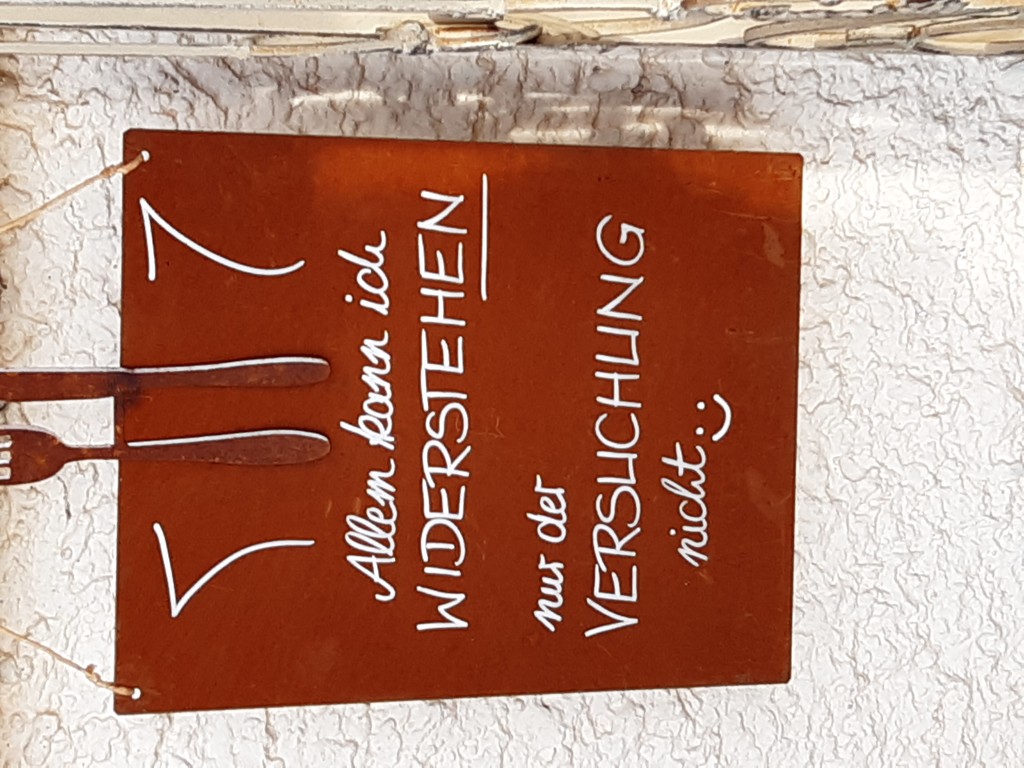 Allem kann ich
WIDERSTEHEN
nur der
VERSUCHUNG
nicht..